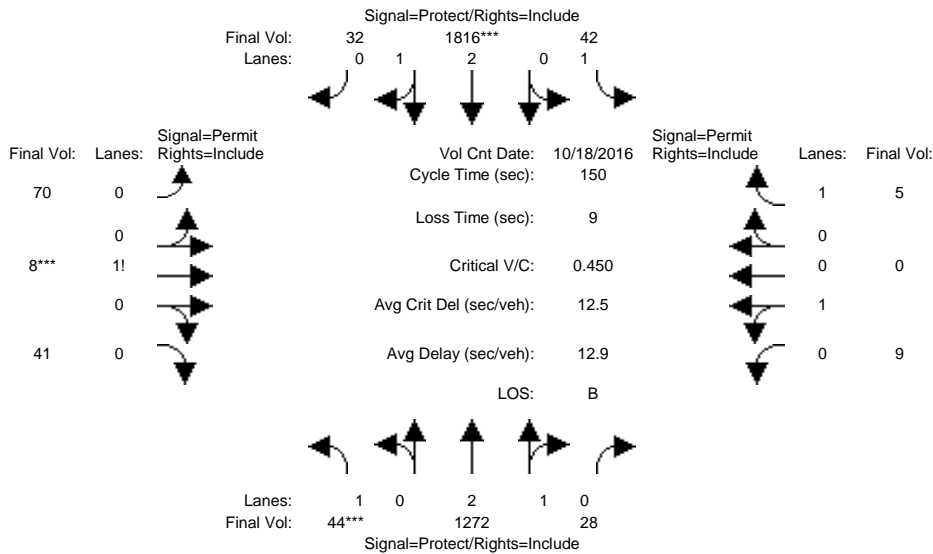 Signal=Protect/Rights=Include
Final Vol: 32 1816*** 42
Lanes: 0 1 2 0 1
Signal=Permit
Final Vol: Lanes: Rights=Include
Vol Cnt Date: 10/18/2016
Signal=Permit
Rights=Include Lanes: Final Vol:
Cycle Time (sec): 150
70 0 1 5
Loss Time (sec): 9
0 0
8*** 1! Critical V/C: 0.450 0 0
0 Avg Crit Del (sec/veh): 12.5 1
41 0 Avg Delay (sec/veh): 12.9 0 9
LOS: B
Lanes: 1 0 2 1 0
Final Vol: 44*** 1272 28
Signal=Protect/Rights=Include